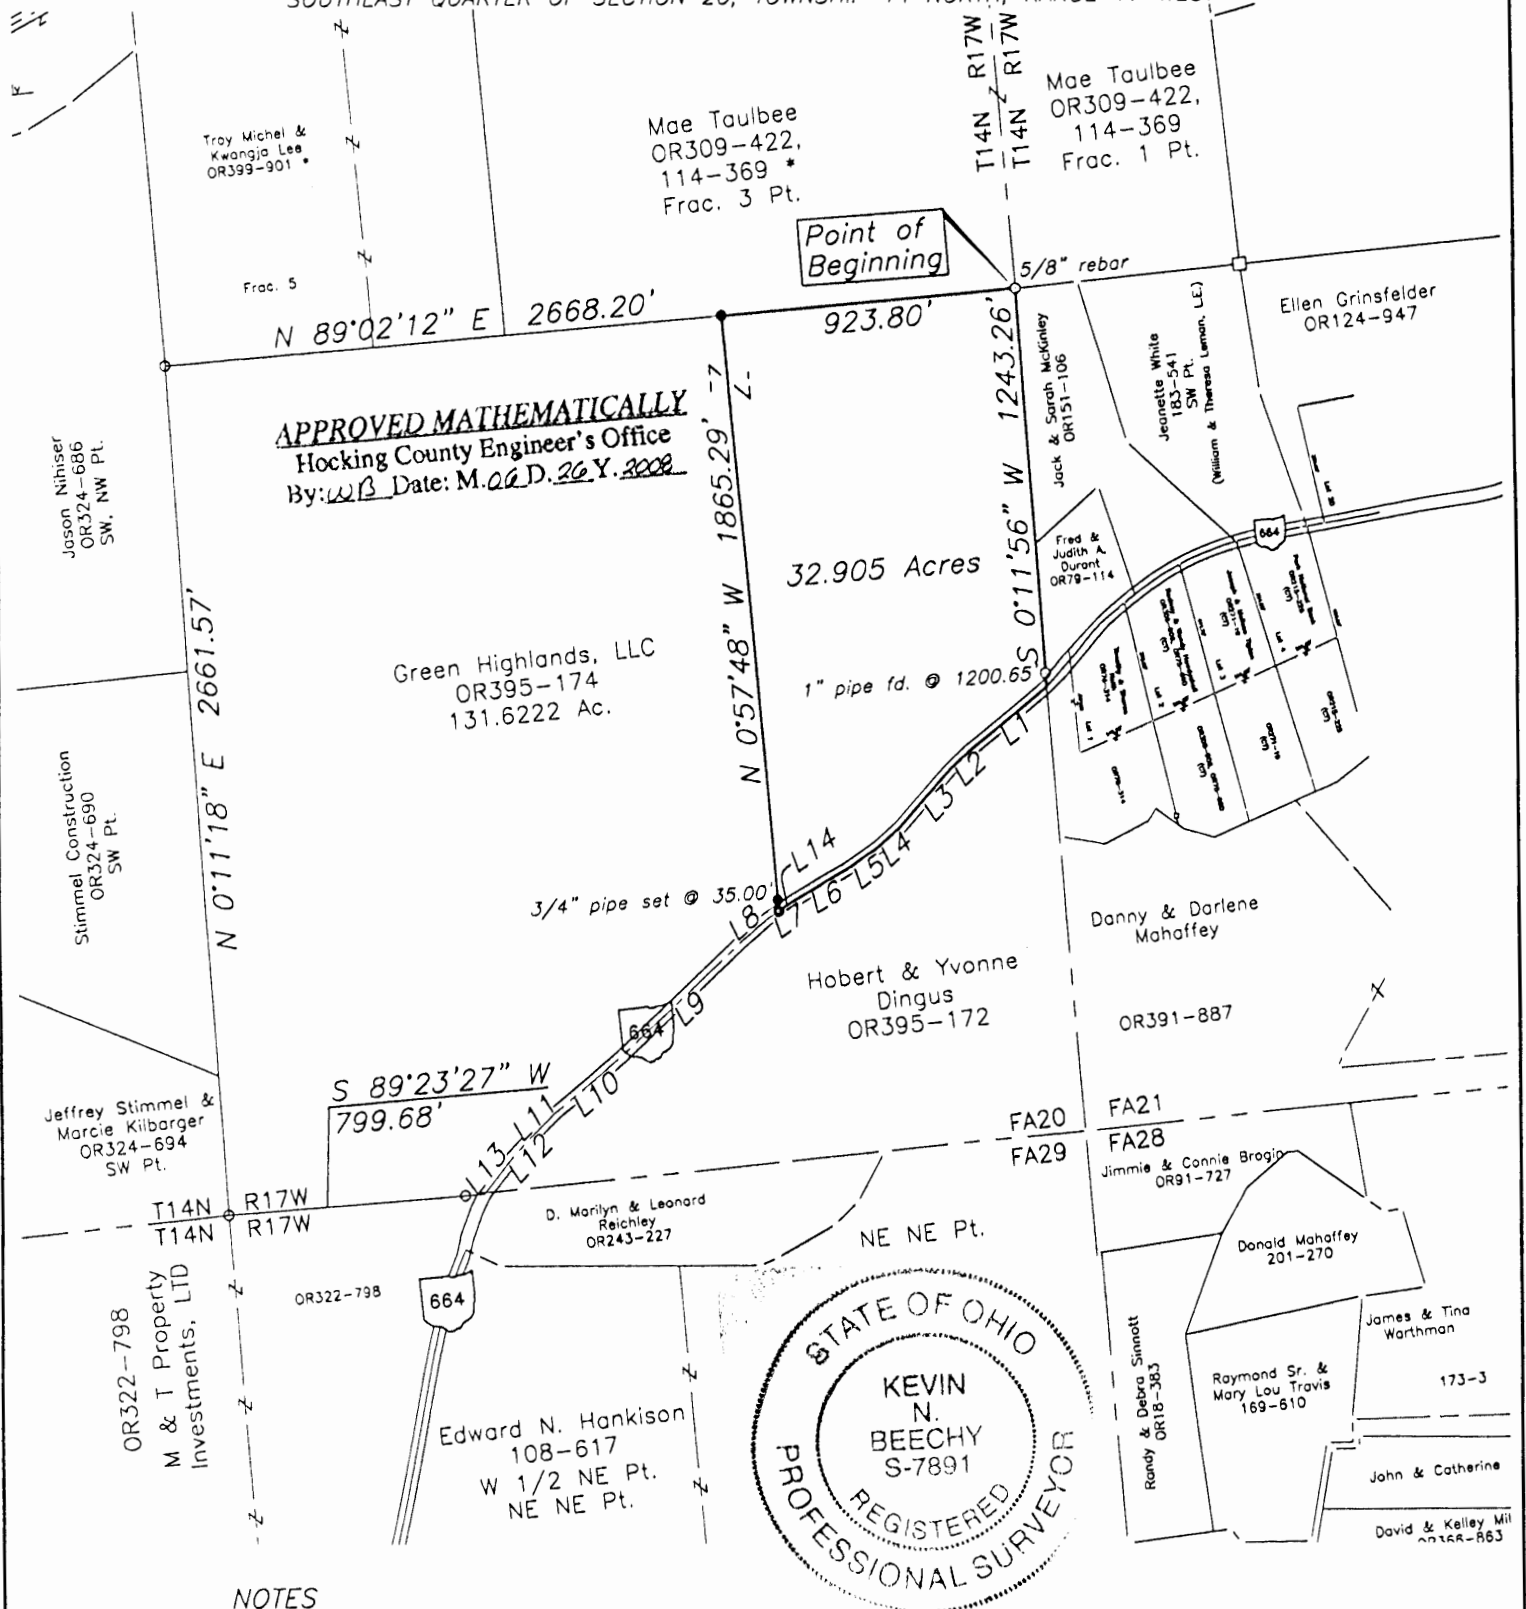 Troy Michel &
Kwangja Lee
OR399-901 *
Frac. 5
Mae Taulbee
OR309-422,
114-369 *
Frac. 3 Pt.
T14N R17W
T14N R17W
Mae Taulbee
OR309-422,
114-369
Frac. 1 Pt.
Point of
Beginning
5/8" rebar
N 89°02'12" E 2668.20'
923.80'
Ellen Grinsfelder
OR124-947
Jack & Sarah McKinley
OR151-106
Jeanette White
183-541
SW Pt.
(William & Theresa Leman, L.E.)
APPROVED MATHEMATICALLY
Hocking County Engineer's Office
By: WB Date: M. 06 D. 26 Y. 2008
Jason Nihiser
OR324-686
SW, NW Pt.
N 0°11'18" E 2661.57'
N 0°57'48" W 1865.29'
S 0°11'56" W 1243.26'
32.905 Acres
Fred &
Judith A.
Durant
OR79-114
664
Green Highlands, LLC
OR395-174
131.6222 Ac.
1" pipe fd. @ 1200.65'
Stimmel Construction
OR324-690
SW Pt.
L1
L2
L3
L4
L5
L6
L7
L14
3/4" pipe set @ 35.00'
L8
L9
664
L10
L11
L12
L13
Danny & Darlene
Mahaffey
OR391-887
Hobert & Yvonne
Dingus
OR395-172
S 89°23'27" W
799.68'
Jeffrey Stimmel &
Marcie Kilbarger
OR324-694
SW Pt.
T14N R17W
T14N R17W
FA20 FA21
FA29 FA28
Jimmie & Connie Brogin
OR91-727
D. Marilyn & Leonard
Reichley
OR243-227
NE NE Pt.
Donald Mahaffey
201-270
OR322-798
664
OR322-798
M & T Property
Investments, LTD
Edward N. Hankison
108-617
W 1/2 NE Pt.
NE NE Pt.
STATE OF OHIO
KEVIN
N.
BEECHY
S-7891
REGISTERED
PROFESSIONAL SURVEYOR
Randy & Debra Sinnott
OR18-383
Raymond Sr. &
Mary Lou Travis
169-610
James & Tina
Warthman
173-3
John & Catherine
David & Kelley Mil
OR366-863
NOTES